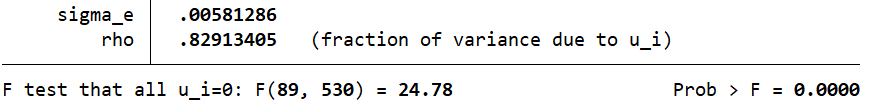 sigma_e .00581286
rho .82913405 (fraction of variance due to u_i)
F test that all u_i=0: F(89, 530) = 24.78 Prob > F = 0.0000